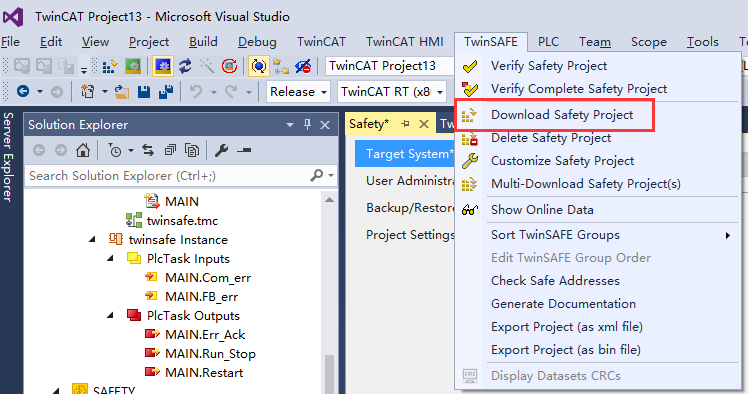 TwinCAT Project13 - Microsoft Visual Studio
File Edit View Project Build Debug TwinCAT TwinCAT HMI TwinSAFE PLC Team Scope Tools
TwinCAT Project13
Release TwinCAT RT (x8
Server Explorer
Solution Explorer
Search Solution Explorer (Ctrl+;)
MAIN
twinsafe.tmc
twinsafe Instance
PlcTask Inputs
MAIN.Com_err
MAIN.FB_err
PlcTask Outputs
MAIN.Err_Ack
MAIN.Run_Stop
MAIN.Restart
SAFETY
Safety*
Tw
Target System*
User Administra
Backup/Restore
Project Settings
Verify Safety Project
Verify Complete Safety Project
Download Safety Project
Delete Safety Project
Customize Safety Project
Multi-Download Safety Project(s)
Show Online Data
Sort TwinSAFE Groups
Edit TwinSAFE Group Order
Check Safe Addresses
Generate Documentation
Export Project (as xml file)
Export Project (as bin file)
CRC Display Datasets CRCs